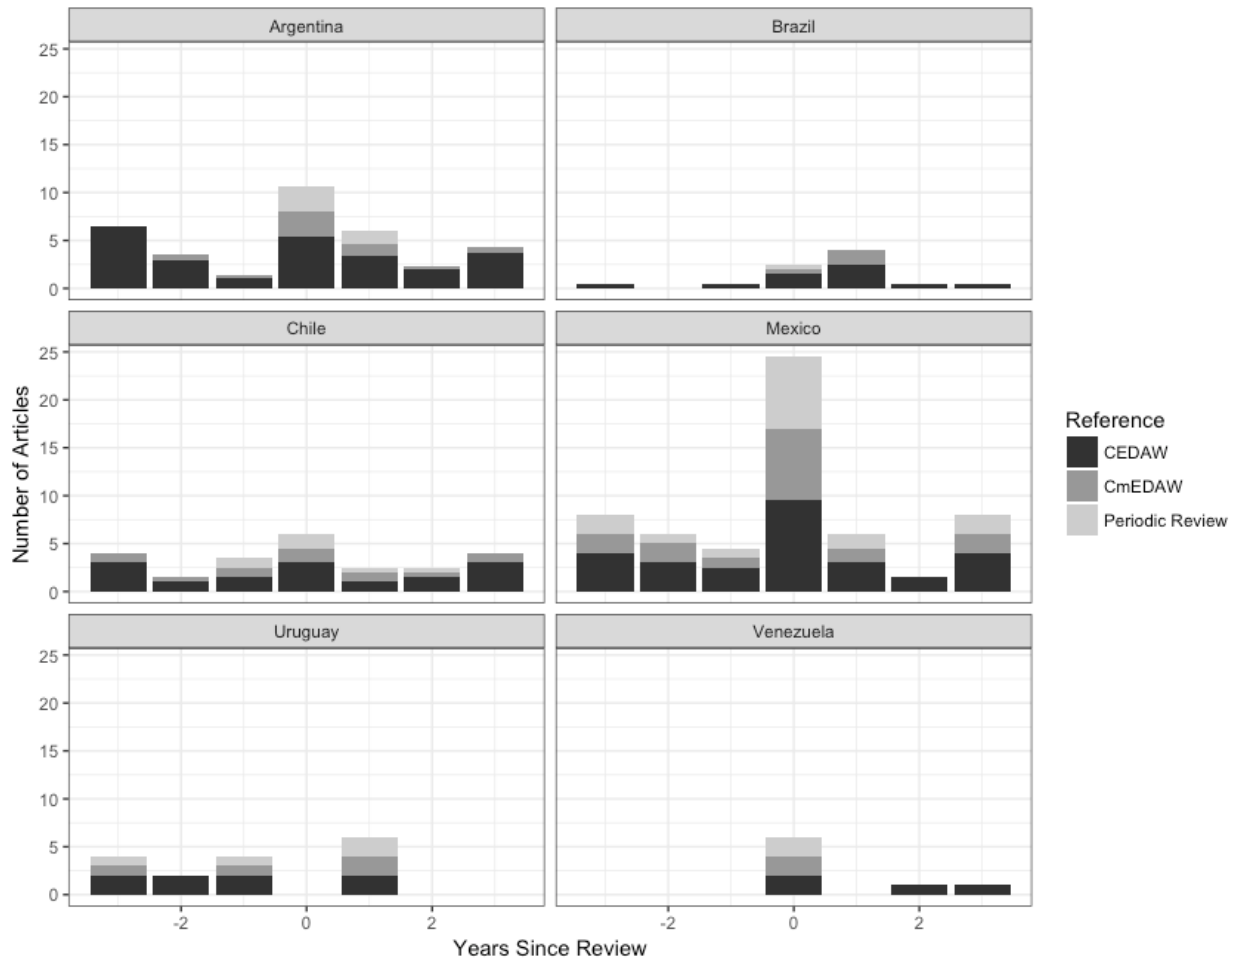 Argentina
Brazil
25
20
15
10
5
0
Chile
Mexico
25
20
15
10
5
0
Uruguay
Venezuela
25
20
15
10
5
0
-2
0
2
-2
0
2
Years Since Review
Number of Articles
Reference
CEDAW
CmEDAW
Periodic Review